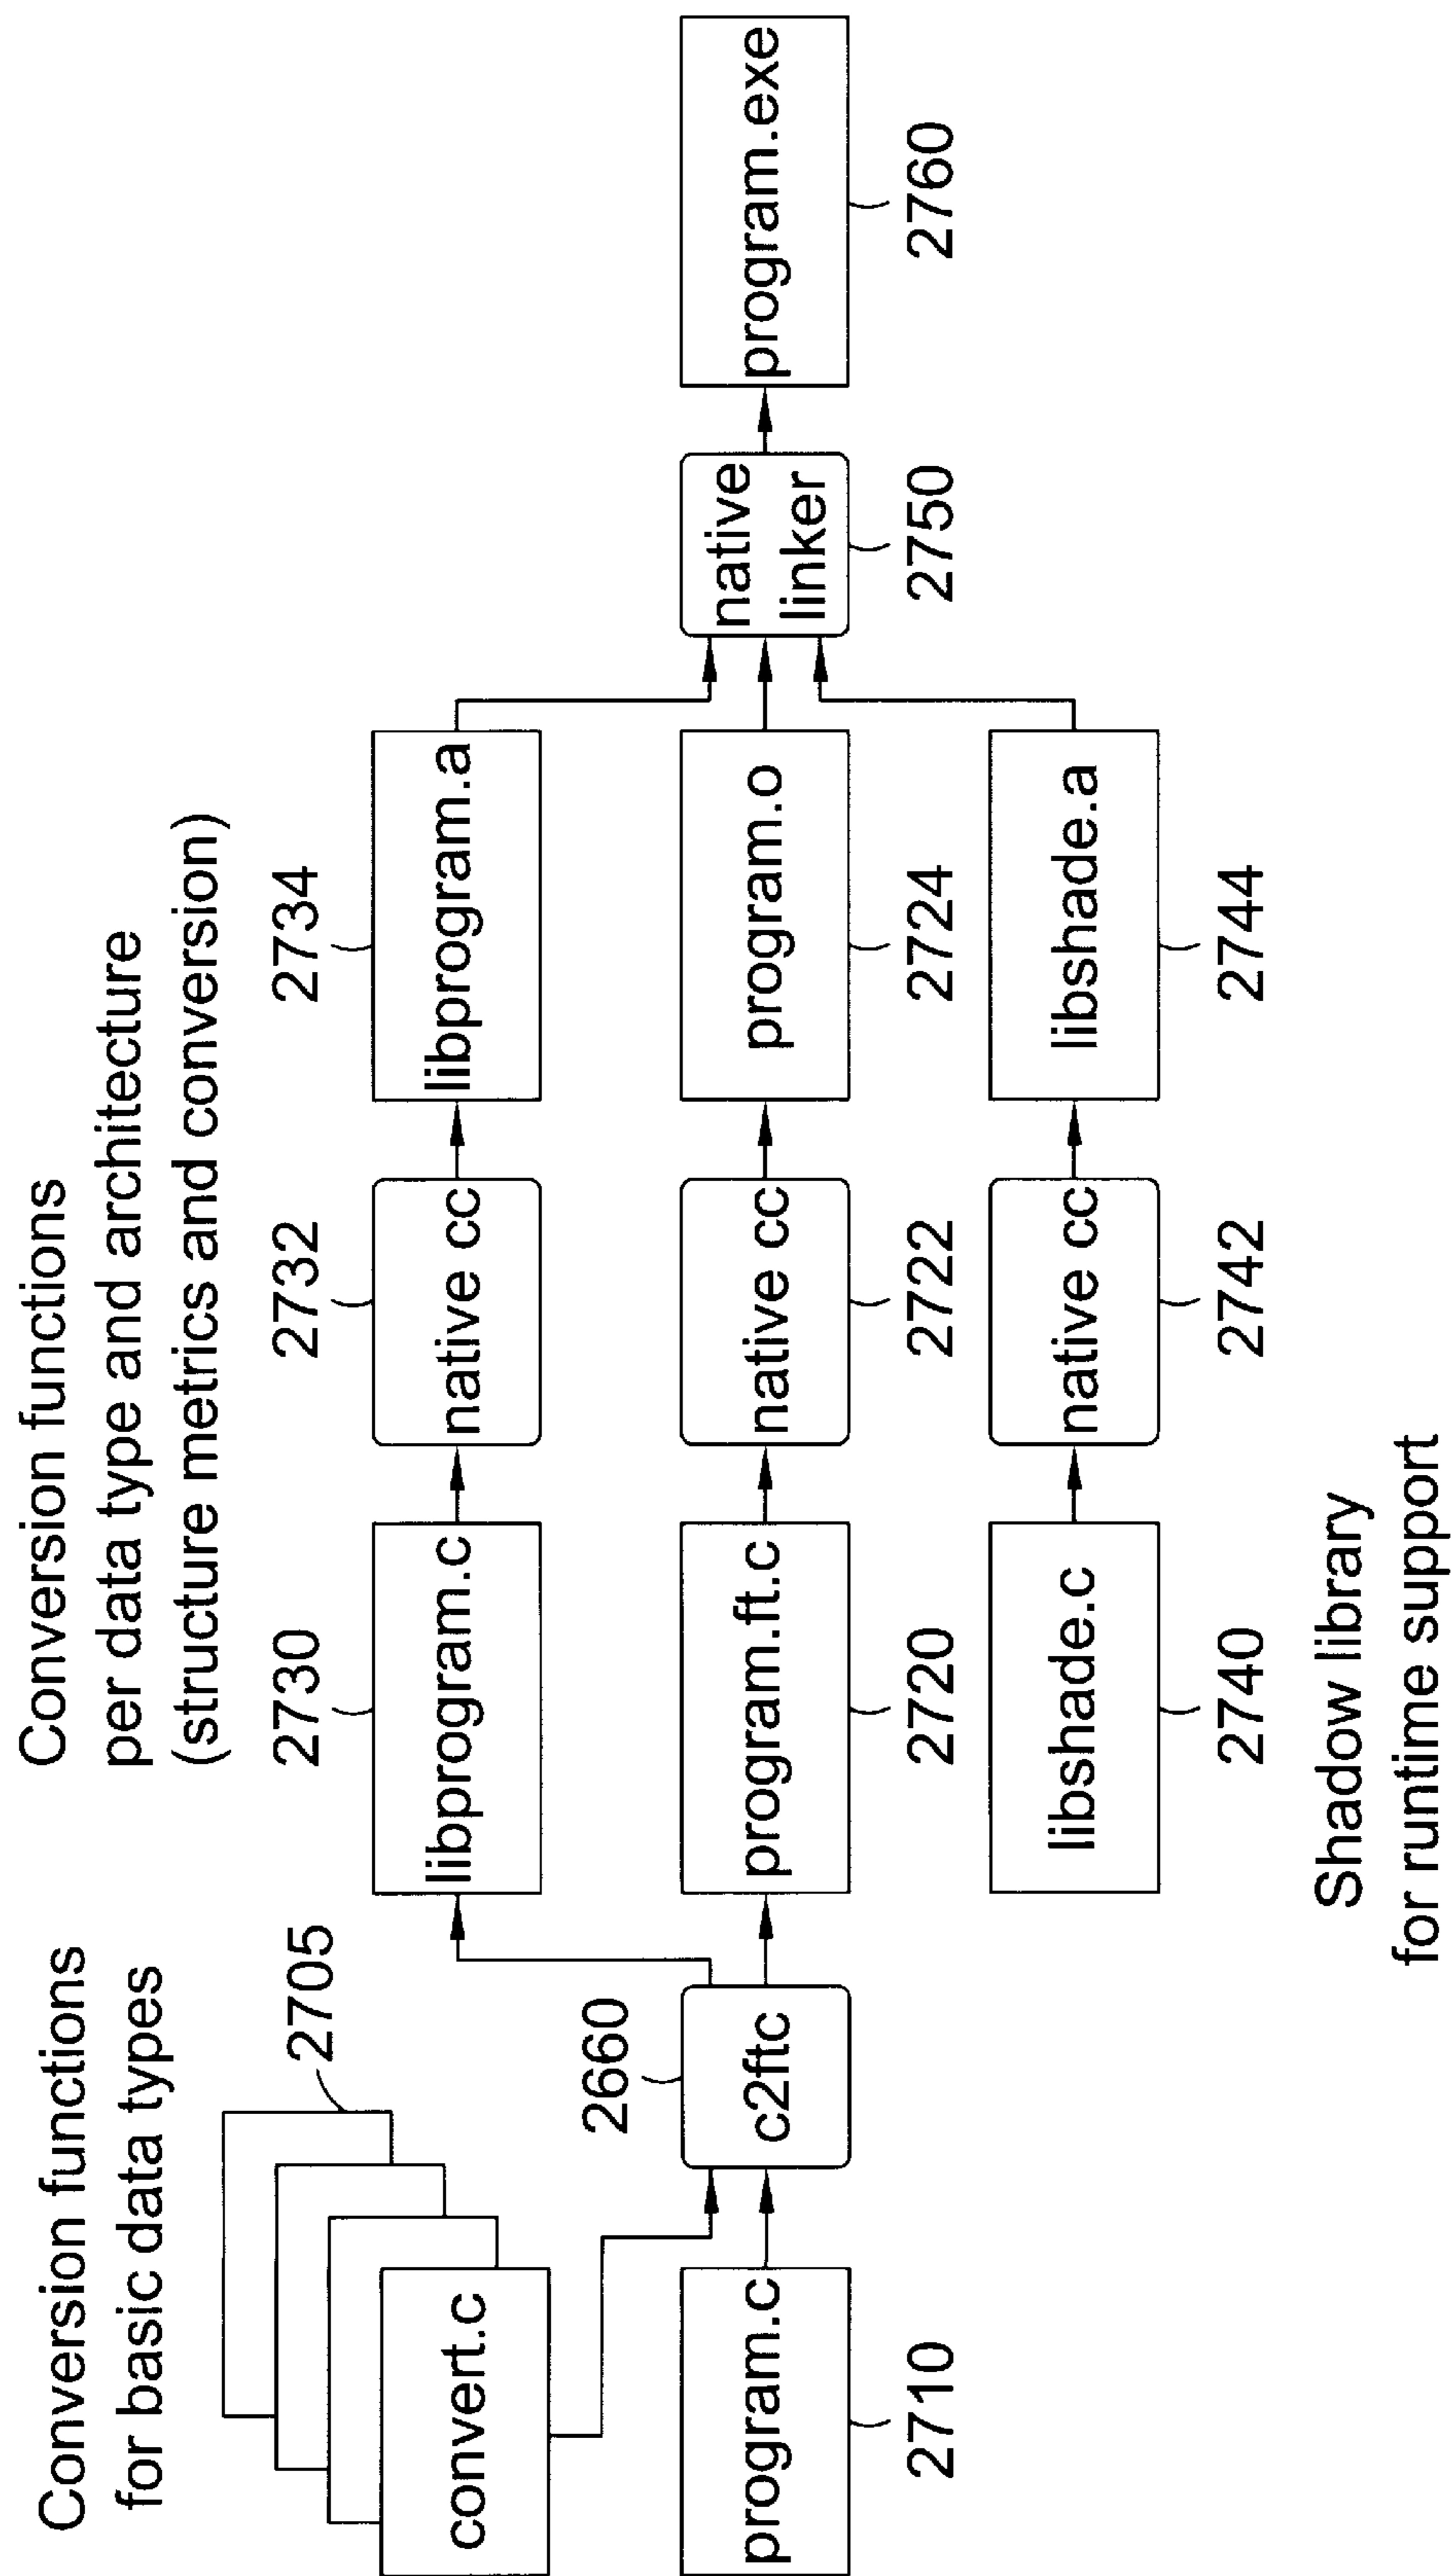 Conversion functions
for basic data types
2705
convert.c
program.c
2710
2660
c2ftc
Conversion functions
per data type and architecture
(structure metrics and conversion)
2730
libprogram.c
2732
native cc
2734
libprogram.a
program.ft.c
2720
native cc
2722
program.o
2724
libshade.c
2740
native cc
2742
libshade.a
2744
Shadow library
for runtime support
native
linker
2750
program.exe
2760